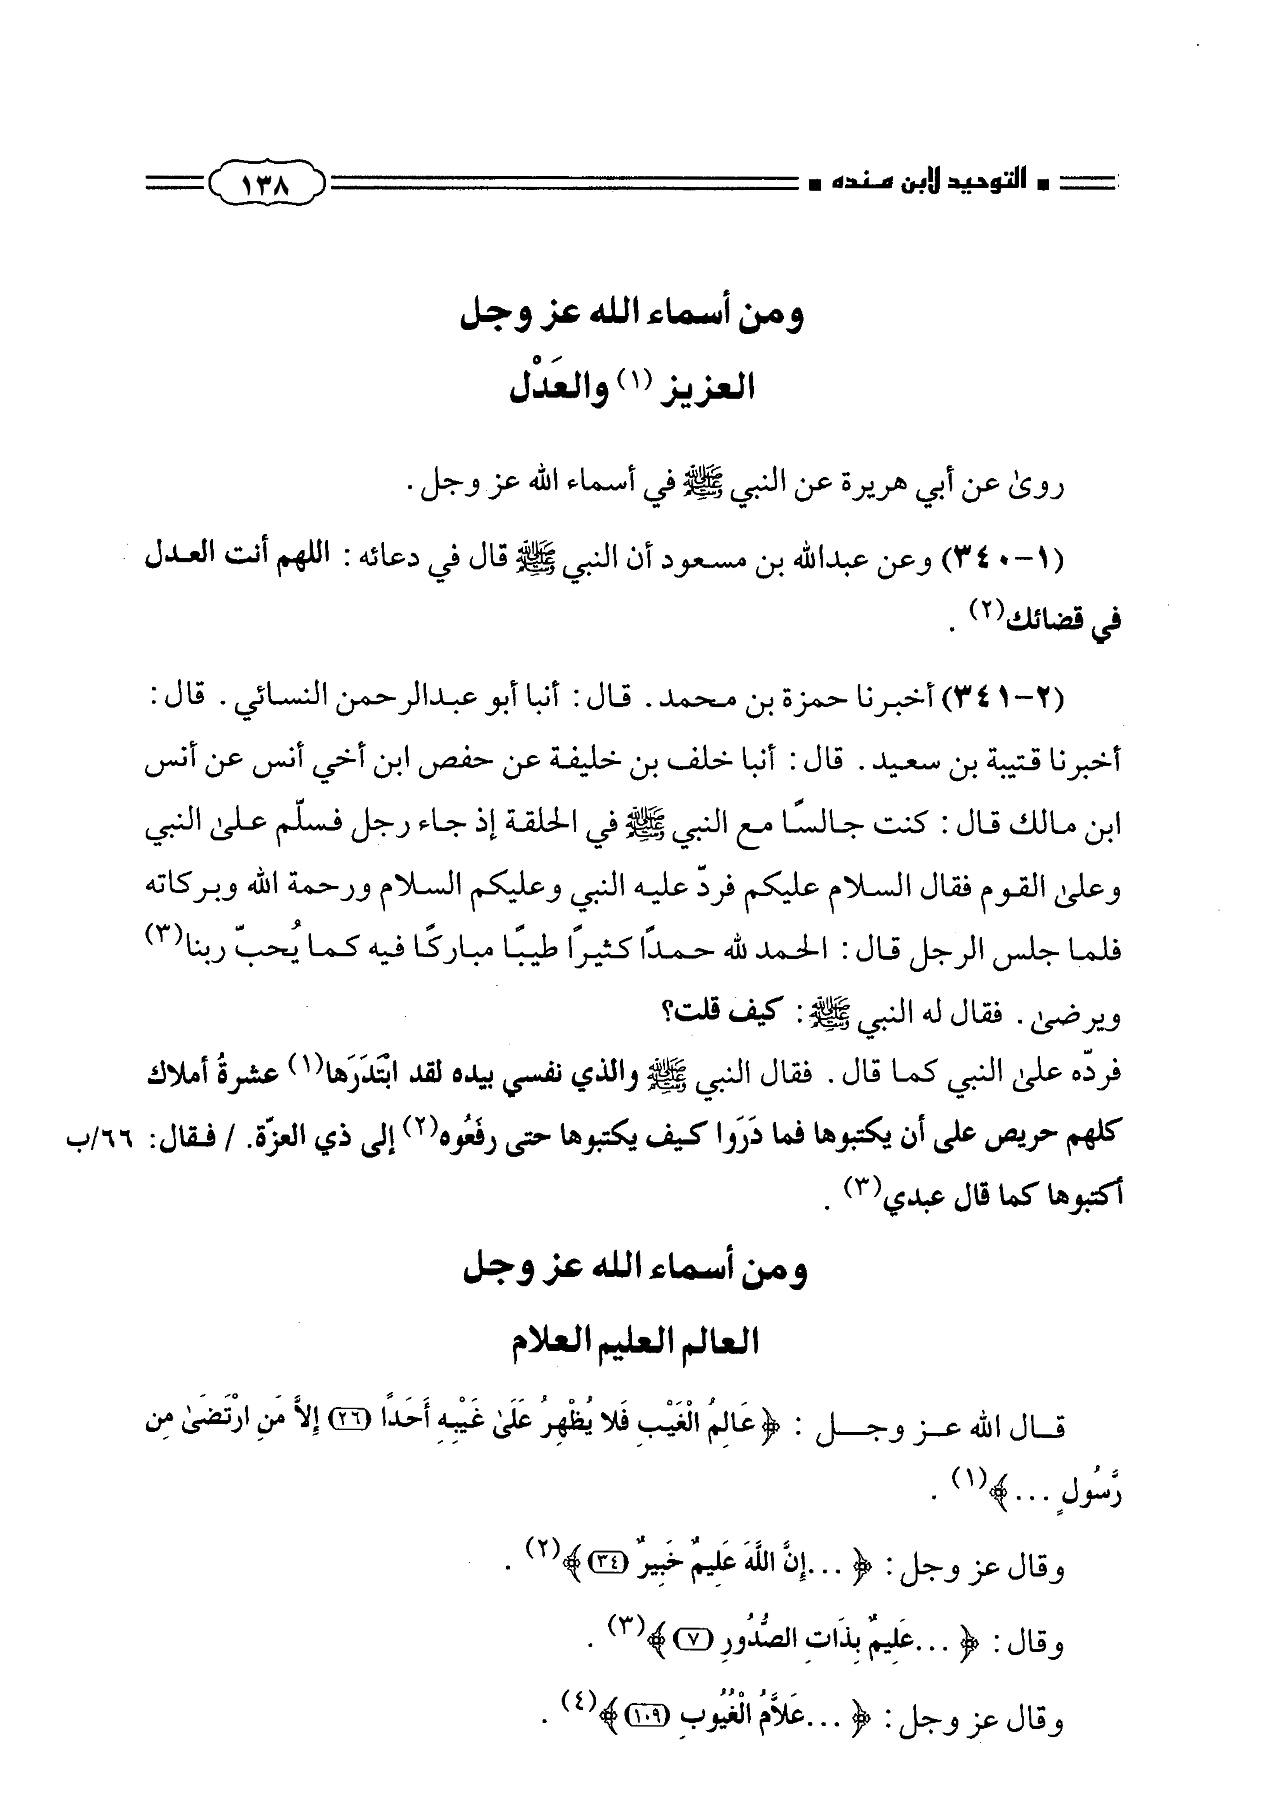 التوحيد لابن منده ١٣٨
ومن أسماء الله عز وجل
العزيز (١) والعَدْل
روىٰ عن أبي هريرة عن النبي ﷺ في أسماء الله عز وجل .
(١-٣٤٠) وعن عبدالله بن مسعود أن النبي ﷺ قال في دعائه : اللهم أنت العدل
في قضائك(٢) .
(٢-٣٤١) أخبرنا حمزة بن محمد . قال : أنبا أبو عبدالرحمن النسائي . قال :
أخبرنا قتيبة بن سعيد . قال : أنبا خلف بن خليفة عن حفص ابن أخي أنس عن أنس
ابن مالك قال : كنت جالسًا مع النبي ﷺ في الحلقة إذ جاء رجل فسلّم علىٰ النبي
وعلىٰ القوم فقال السلام عليكم فردّ عليه النبي وعليكم السلام ورحمة الله وبركاته
فلما جلس الرجل قال : الحمد لله حمدًا كثيرًا طيبًا مباركًا فيه كما يُحبّ ربنا(٣)
ويرضىٰ . فقال له النبي ﷺ : كيف قلت؟
فردّه علىٰ النبي كما قال . فقال النبي ﷺ والذي نفسي بيده لقد ابْتَدَرَها(١) عشرةُ أملاك
كلهم حريص على أن يكتبوها فما دَرَوا كيف يكتبوها حتى رفَعُوه(٢) إلى ذي العزّة. / فقال: ٦٦/ب
أكتبوها كما قال عبدي(٣) .
ومن أسماء الله عز وجل
العالم العليم العلام
قال الله عز وجل : ﴿ عَالِمُ الْغَيْبِ فَلا يُظْهِرُ عَلَىٰ غَيْبِهِ أَحَدًا (٢٦) إِلاَّ مَنِ ارْتَضَىٰ مِن
رَّسُولٍ ...﴾(١) .
وقال عز وجل : ﴿ ...إِنَّ اللَّهَ عَلِيمٌ خَبِيرٌ (٣٤)﴾(٢) .
وقال : ﴿ ...عَلِيمٌ بِذَاتِ الصُّدُورِ (٧)﴾(٣) .
وقال عز وجل : ﴿ ...عَلاَّمُ الْغُيُوبِ (١٠٩)﴾(٤) .